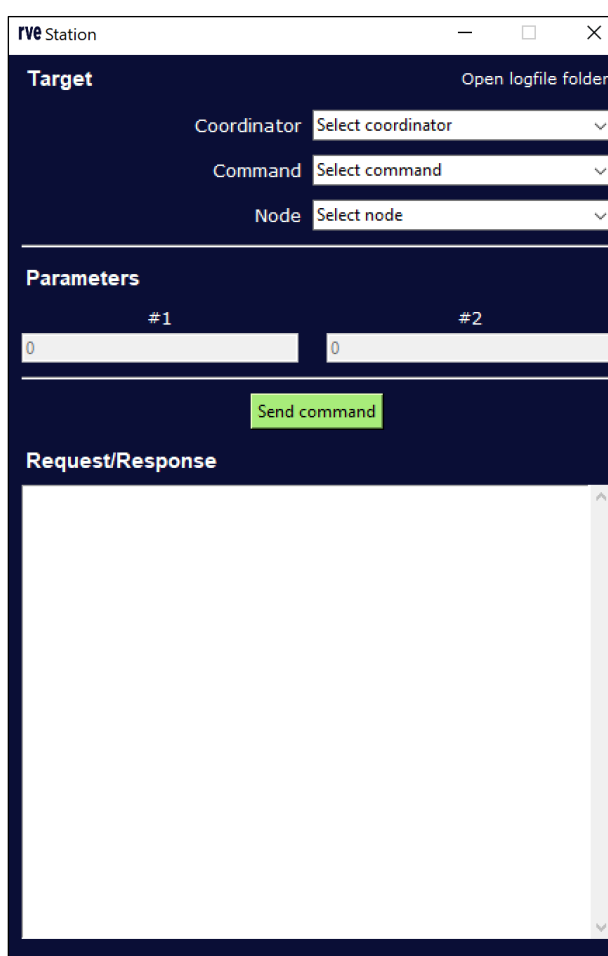 rve Station
Target
Open logfile folder
Coordinator Select coordinator
Command Select command
Node Select node
Parameters
#1 #2
0 0
Send command
Request/Response